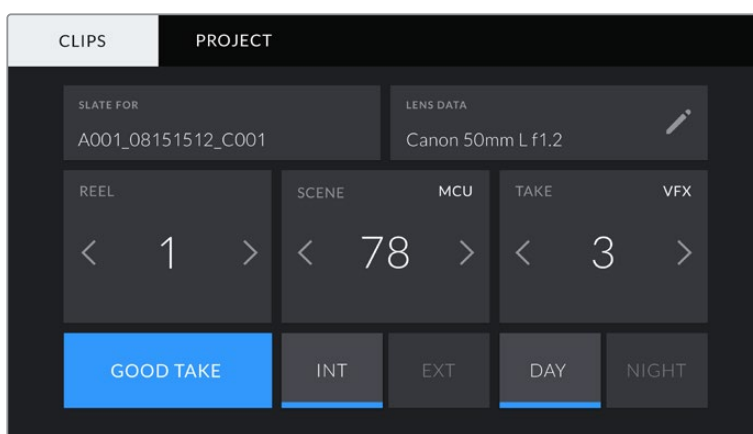 CLIPS PROJECT
SLATE FOR LENS DATA
A001_08151512_C001 Canon 50mm L f1.2
REEL SCENE MCU TAKE VFX
< 1 > < 78 > < 3 >
GOOD TAKE INT EXT DAY NIGHT